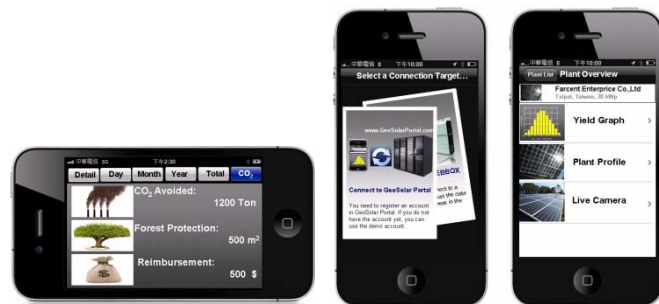 中華電信 3G 下午2:30
Detail Day Month Year Total CO₂
CO₂ Avoided:
1200 Ton
Forest Protection:
500 m²
Reimbursement:
500 $
中華電信 下午10:00
Select a Connection Target...
www.GeoSolarPortal.com
Connect to GeoSolar Portal
You need to register an account
in GeoSolar Portal. If you do not
have the account yet, you can
use the demo account.
EBBOX
中華電信 下午10:00
Plant List Plant Overview
Farcent Enterprice Co.,Ltd
Taipei, Taiwan, 30 kWp
Yield Graph
Plant Profile
Live Camera